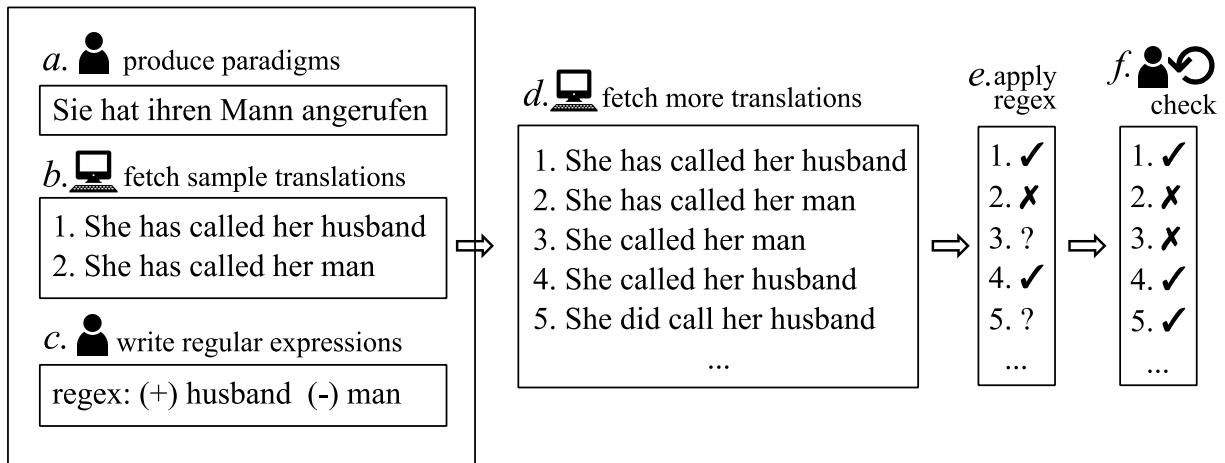 a. produce paradigms
Sie hat ihren Mann angerufen
b. fetch sample translations
1. She has called her husband
2. She has called her man
c. write regular expressions
regex: (+) husband (-) man
d. fetch more translations
1. She has called her husband
2. She has called her man
3. She called her man
4. She called her husband
5. She did call her husband
...
e. apply
regex
1. ✓
2. ✗
3. ?
4. ✓
5. ?
...
f.
check
1. ✓
2. ✗
3. ✗
4. ✓
5. ✓
...